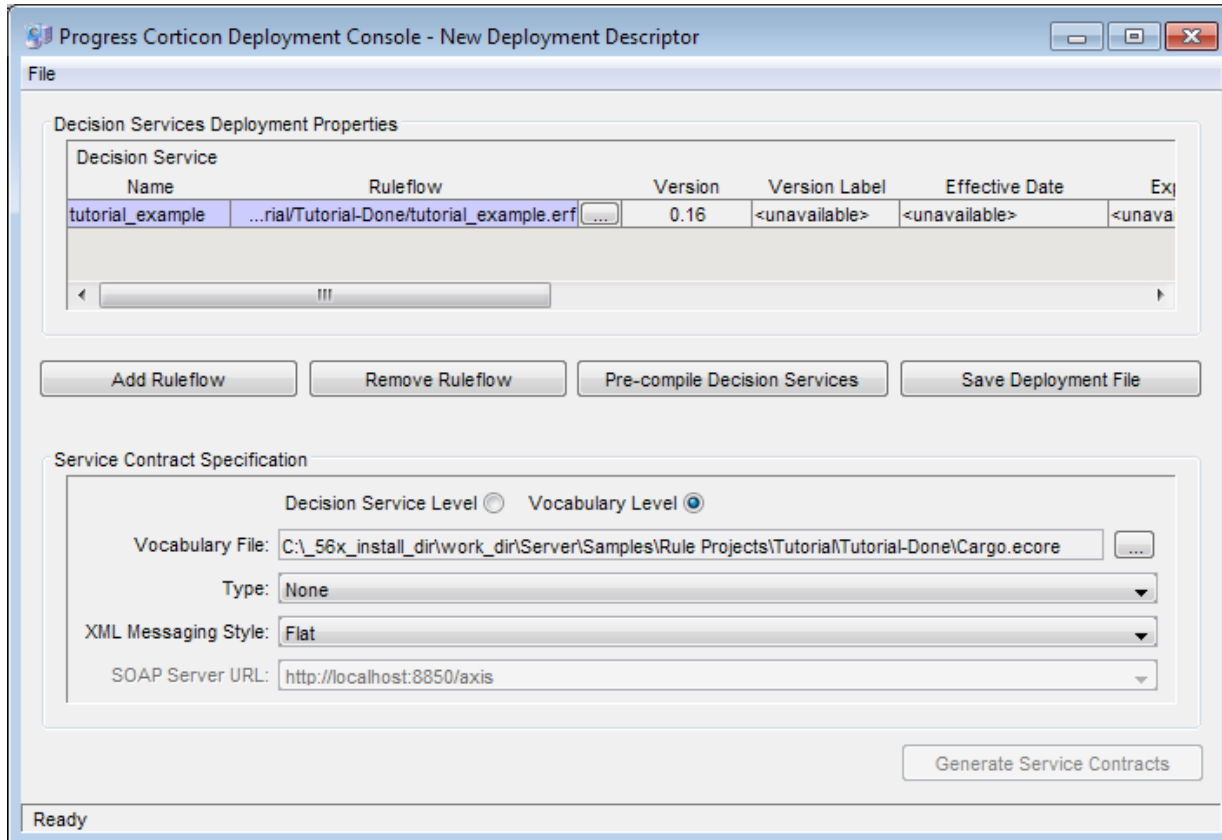 Progress Corticon Deployment Console - New Deployment Descriptor
File
Decision Services Deployment Properties
Decision Service
Name Ruleflow Version Version Label Effective Date Exp
tutorial_example ...rial/Tutorial-Done/tutorial_example.erf ... 0.16 <unavailable> <unavailable> <unavai
Add Ruleflow Remove Ruleflow Pre-compile Decision Services Save Deployment File
Service Contract Specification
Decision Service Level Vocabulary Level
Vocabulary File: C:\_56x_install_dir\work_dir\Server\Samples\Rule Projects\Tutorial\Tutorial-Done\Cargo.ecore ...
Type: None
XML Messaging Style: Flat
SOAP Server URL: http://localhost:8850/axis
Generate Service Contracts
Ready